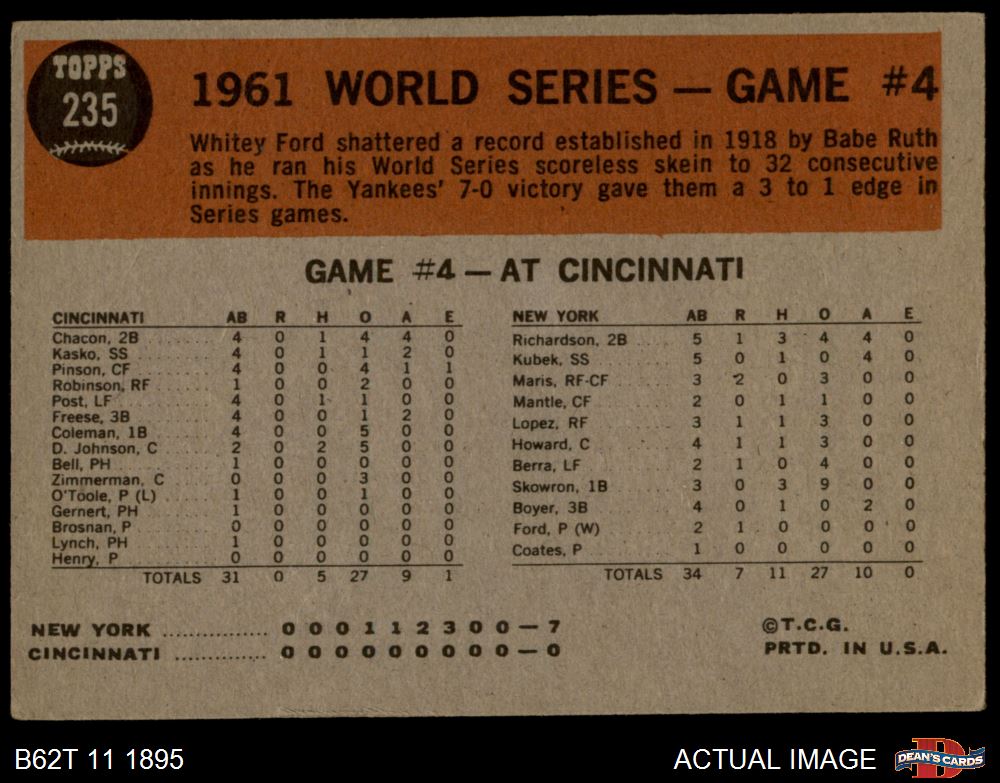 TOPPS
235
1961 WORLD SERIES — GAME #4
Whitey Ford shattered a record established in 1918 by Babe Ruth
as he ran his World Series scoreless skein to 32 consecutive
innings. The Yankees' 7-0 victory gave them a 3 to 1 edge in
Series games.
GAME #4 — AT CINCINNATI
CINCINNATI AB R H O A E
Chacon, 2B 4 0 1 4 4 0
Kasko, SS 4 0 1 1 2 0
Pinson, CF 4 0 0 4 1 1
Robinson, RF 1 0 0 2 0 0
Post, LF 4 0 1 1 0 0
Freese, 3B 4 0 0 1 2 0
Coleman, 1B 4 0 0 5 0 0
D. Johnson, C 2 0 2 5 0 0
Bell, PH 1 0 0 0 0 0
Zimmerman, C 0 0 0 3 0 0
O'Toole, P (L) 1 0 0 1 0 0
Gernert, PH 1 0 0 0 0 0
Brosnan, P 0 0 0 0 0 0
Lynch, PH 1 0 0 0 0 0
Henry, P 0 0 0 0 0 0
TOTALS 31 0 5 27 9 1
NEW YORK AB R H O A E
Richardson, 2B 5 1 3 4 4 0
Kubek, SS 5 0 1 0 4 0
Maris, RF-CF 3 2 0 3 0 0
Mantle, CF 2 0 1 1 0 0
Lopez, RF 3 1 1 3 0 0
Howard, C 4 1 1 3 0 0
Berra, LF 2 1 0 4 0 0
Skowron, 1B 3 0 3 9 0 0
Boyer, 3B 4 0 1 0 2 0
Ford, P (W) 2 1 0 0 0 0
Coates, P 1 0 0 0 0 0
TOTALS 34 7 11 27 10 0
NEW YORK ............... 0 0 0 1 1 2 3 0 0 — 7
CINCINNATI ............. 0 0 0 0 0 0 0 0 0 — 0
©T.C.G.
PRTD. IN U.S.A.
B62T 11 1895
ACTUAL IMAGE
D
DEAN'S CARDS